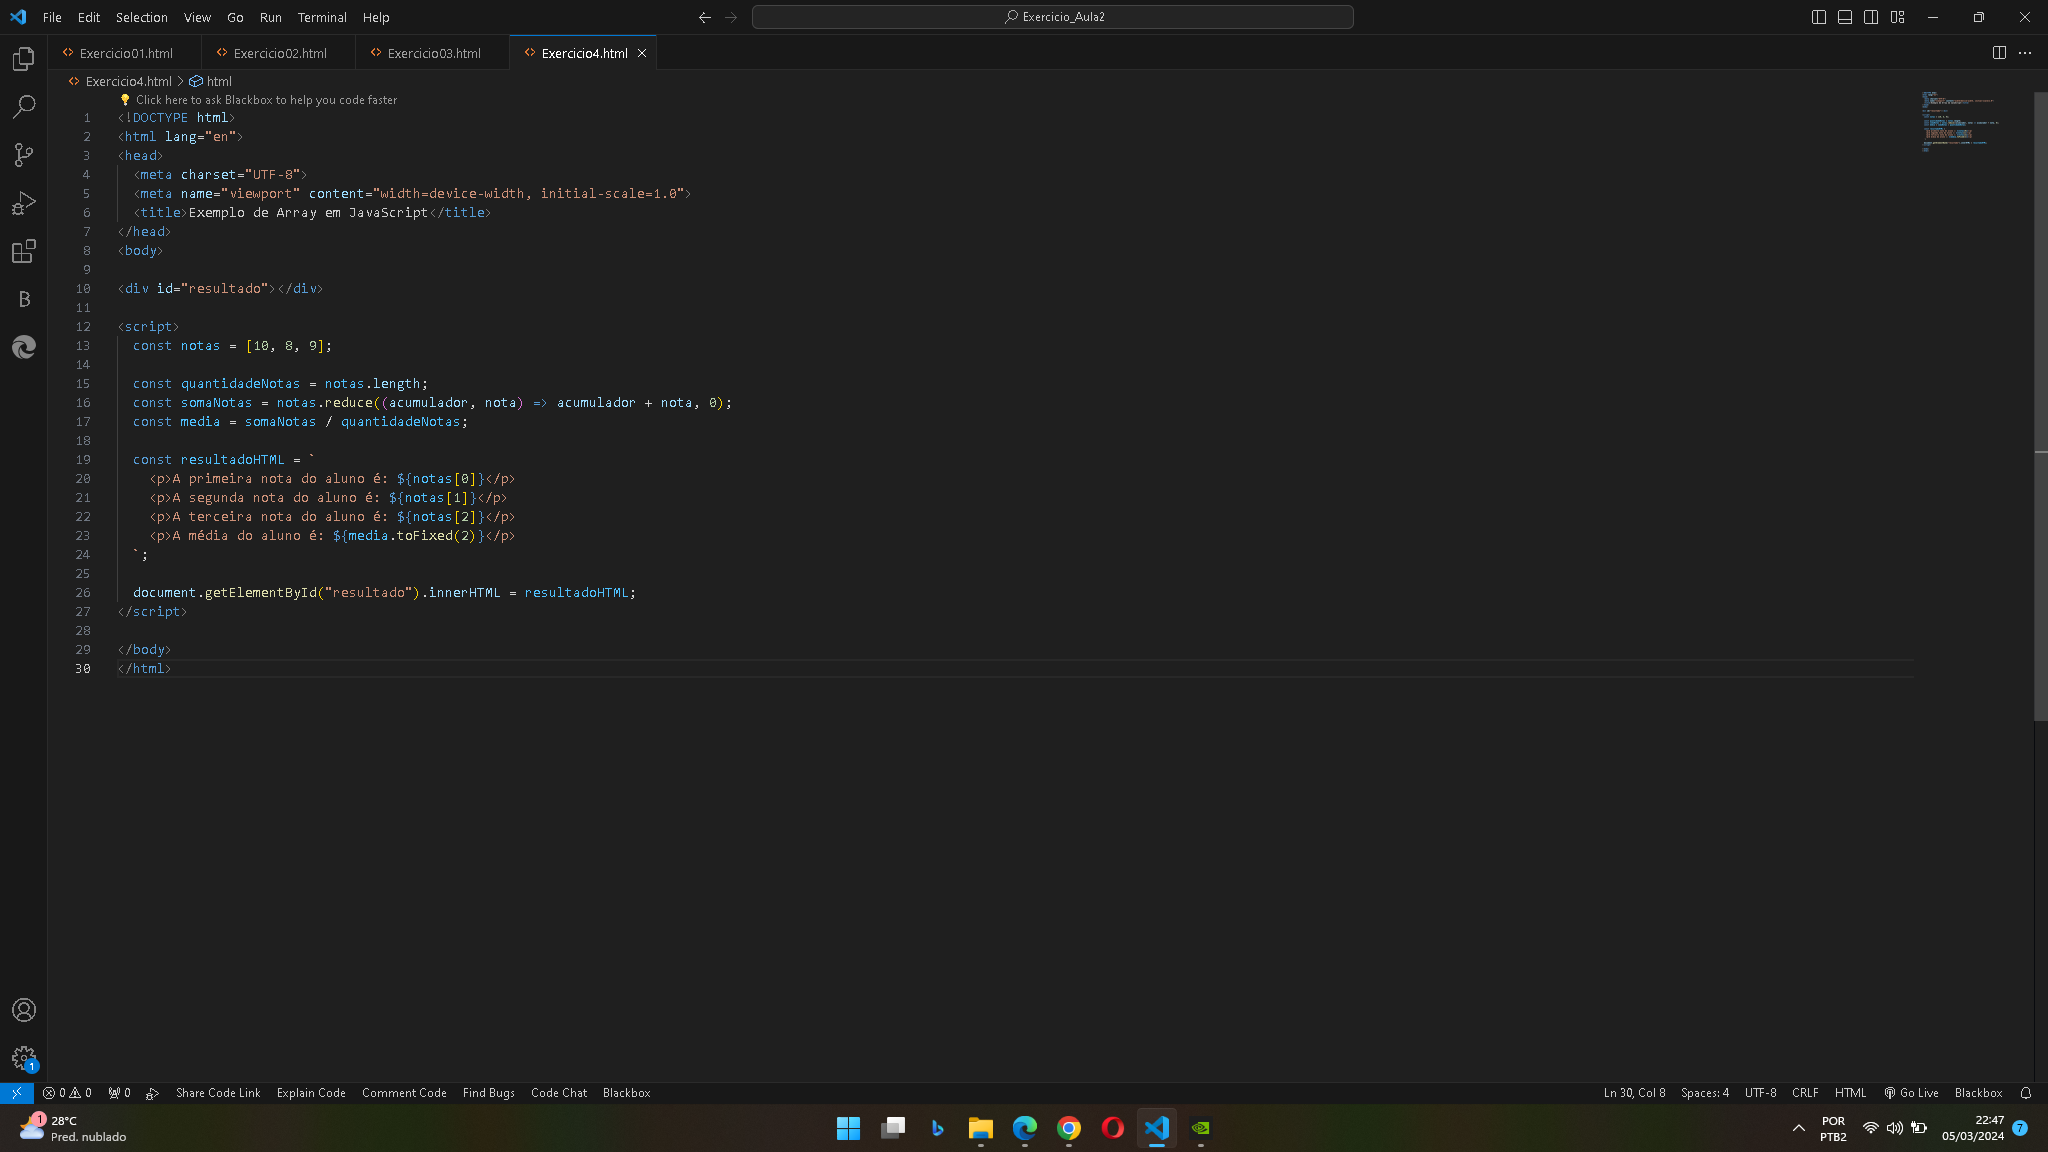 File Edit Selection View Go Run Terminal Help
Exercicio_Aula2
Exercicio01.html Exercicio02.html Exercicio03.html Exercicio4.html
Exercicio4.html > html
Click here to ask Blackbox to help you code faster
1 <!DOCTYPE html>
2 <html lang="en">
3 <head>
4 <meta charset="UTF-8">
5 <meta name="viewport" content="width=device-width, initial-scale=1.0">
6 <title>Exemplo de Array em JavaScript</title>
7 </head>
8 <body>
9
10 <div id="resultado"></div>
11
12 <script>
13 const notas = [10, 8, 9];
14
15 const quantidadeNotas = notas.length;
16 const somaNotas = notas.reduce((acumulador, nota) => acumulador + nota, 0);
17 const media = somaNotas / quantidadeNotas;
18
19 const resultadoHTML = `
20 <p>A primeira nota do aluno é: ${notas[0]}</p>
21 <p>A segunda nota do aluno é: ${notas[1]}</p>
22 <p>A terceira nota do aluno é: ${notas[2]}</p>
23 <p>A média do aluno é: ${media.toFixed(2)}</p>
24 `;
25
26 document.getElementById("resultado").innerHTML = resultadoHTML;
27 </script>
28
29 </body>
30 </html>
B
1
0 0 0 Share Code Link Explain Code Comment Code Find Bugs Code Chat Blackbox Ln 30, Col 8 Spaces: 4 UTF-8 CRLF HTML Go Live Blackbox
1 28°C
Pred. nublado
POR
PTB2
22:47
05/03/2024
7